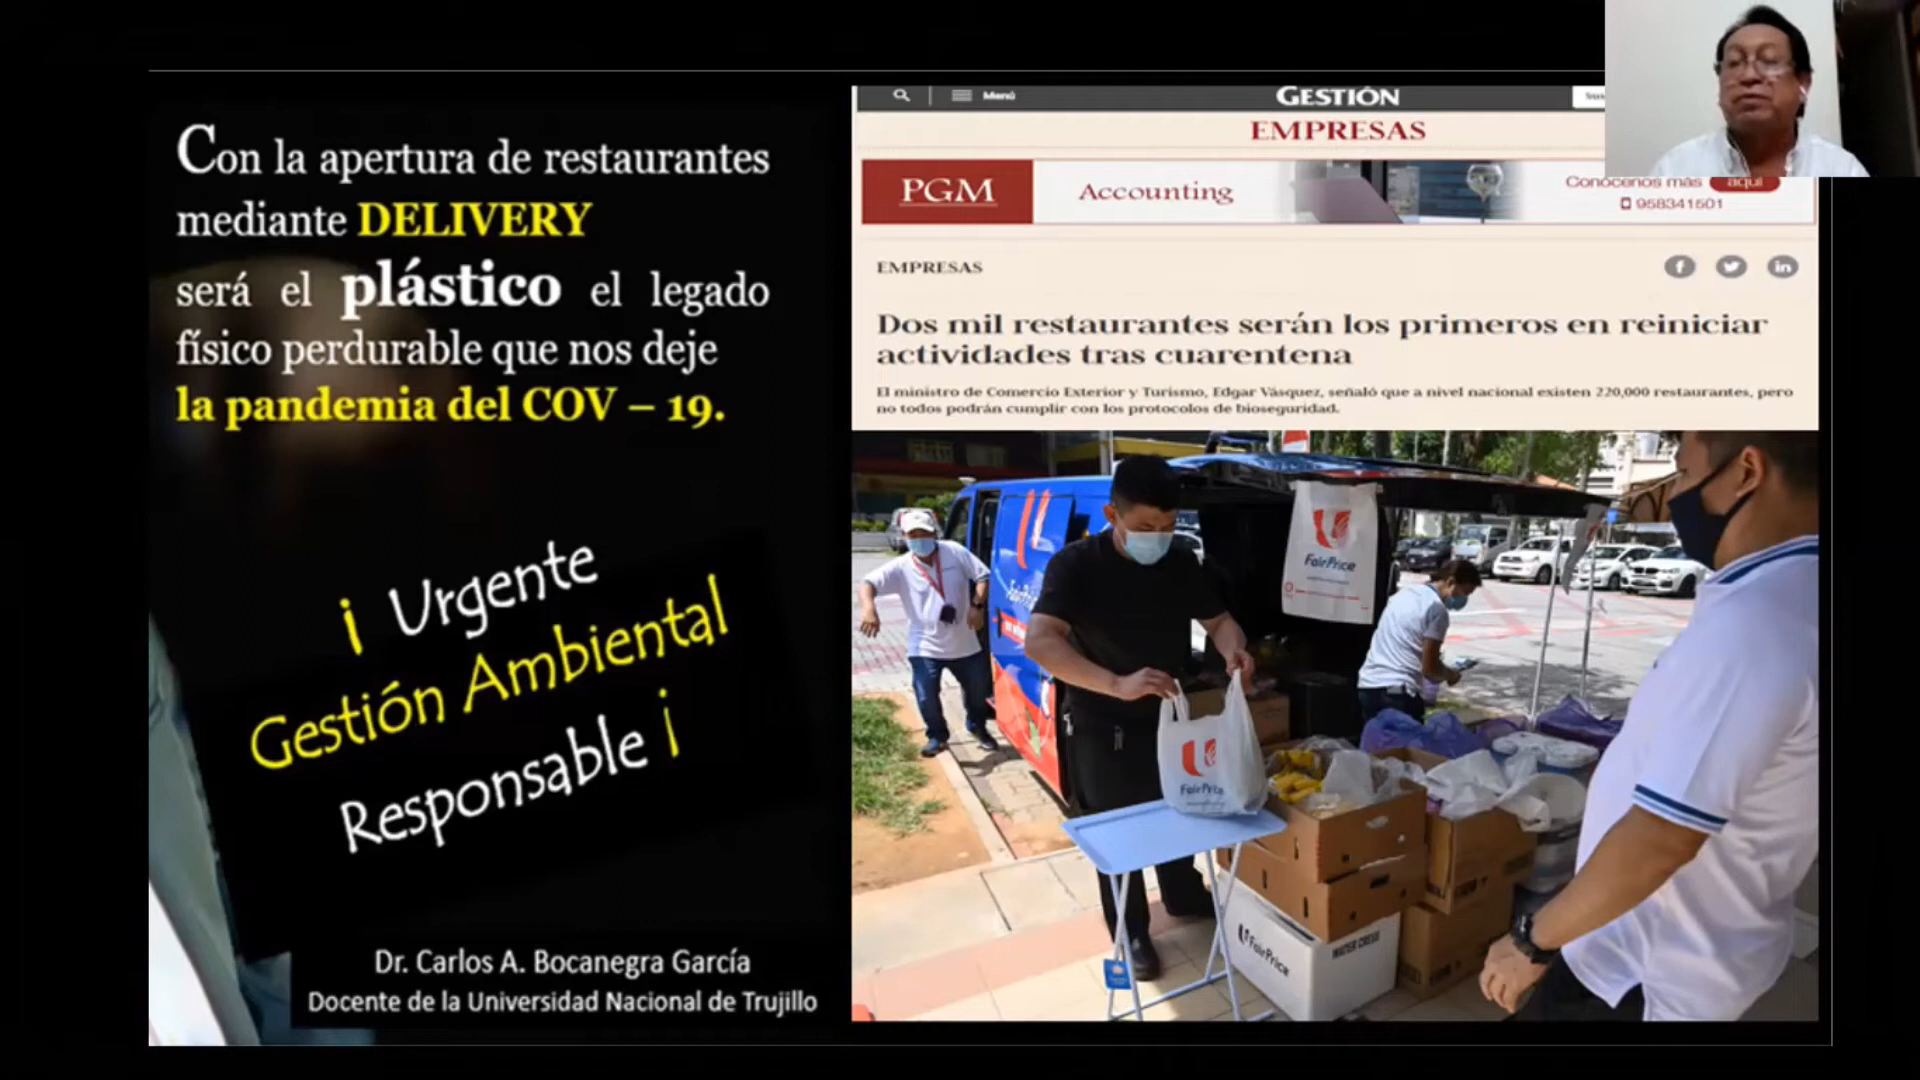 Con la apertura de restaurantes
mediante DELIVERY
será el plástico el legado
físico perdurable que nos deje
la pandemia del COV – 19.
¡ Urgente
Gestión Ambiental
Responsable ¡
Dr. Carlos A. Bocanegra García
Docente de la Universidad Nacional de Trujillo
Menú
GESTIÓN
EMPRESAS
PGM
Accounting
Conócenos más aquí
958341501
EMPRESAS
Dos mil restaurantes serán los primeros en reiniciar
actividades tras cuarentena
El ministro de Comercio Exterior y Turismo, Edgar Vásquez, señaló que a nivel nacional existen 220,000 restaurantes, pero
no todos podrán cumplir con los protocolos de bioseguridad.
FairPrice
FairPrice
FairPrice
WATER CRESS